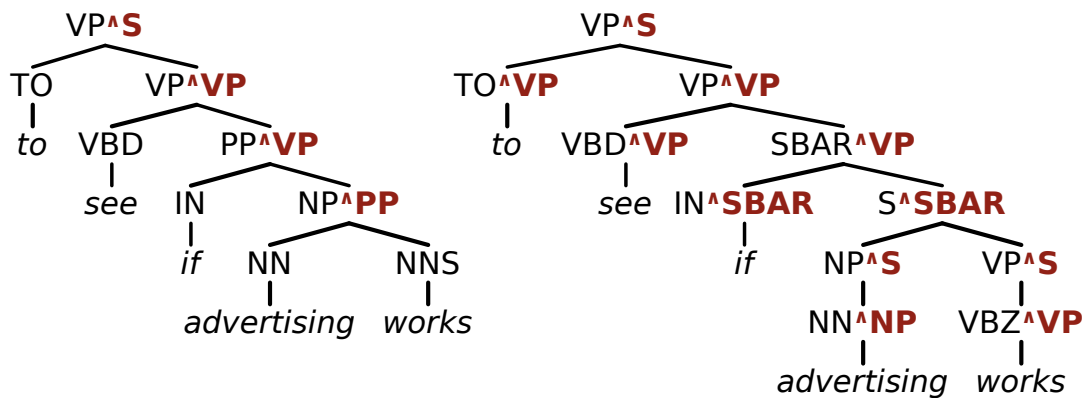 VP^S VP^S
TO VP^VP TO^VP VP^VP
to VBD PP^VP to VBD^VP SBAR^VP
see IN NP^PP see IN^SBAR S^SBAR
if NN NNS if NP^S VP^S
advertising works NN^NP VBZ^VP
advertising works